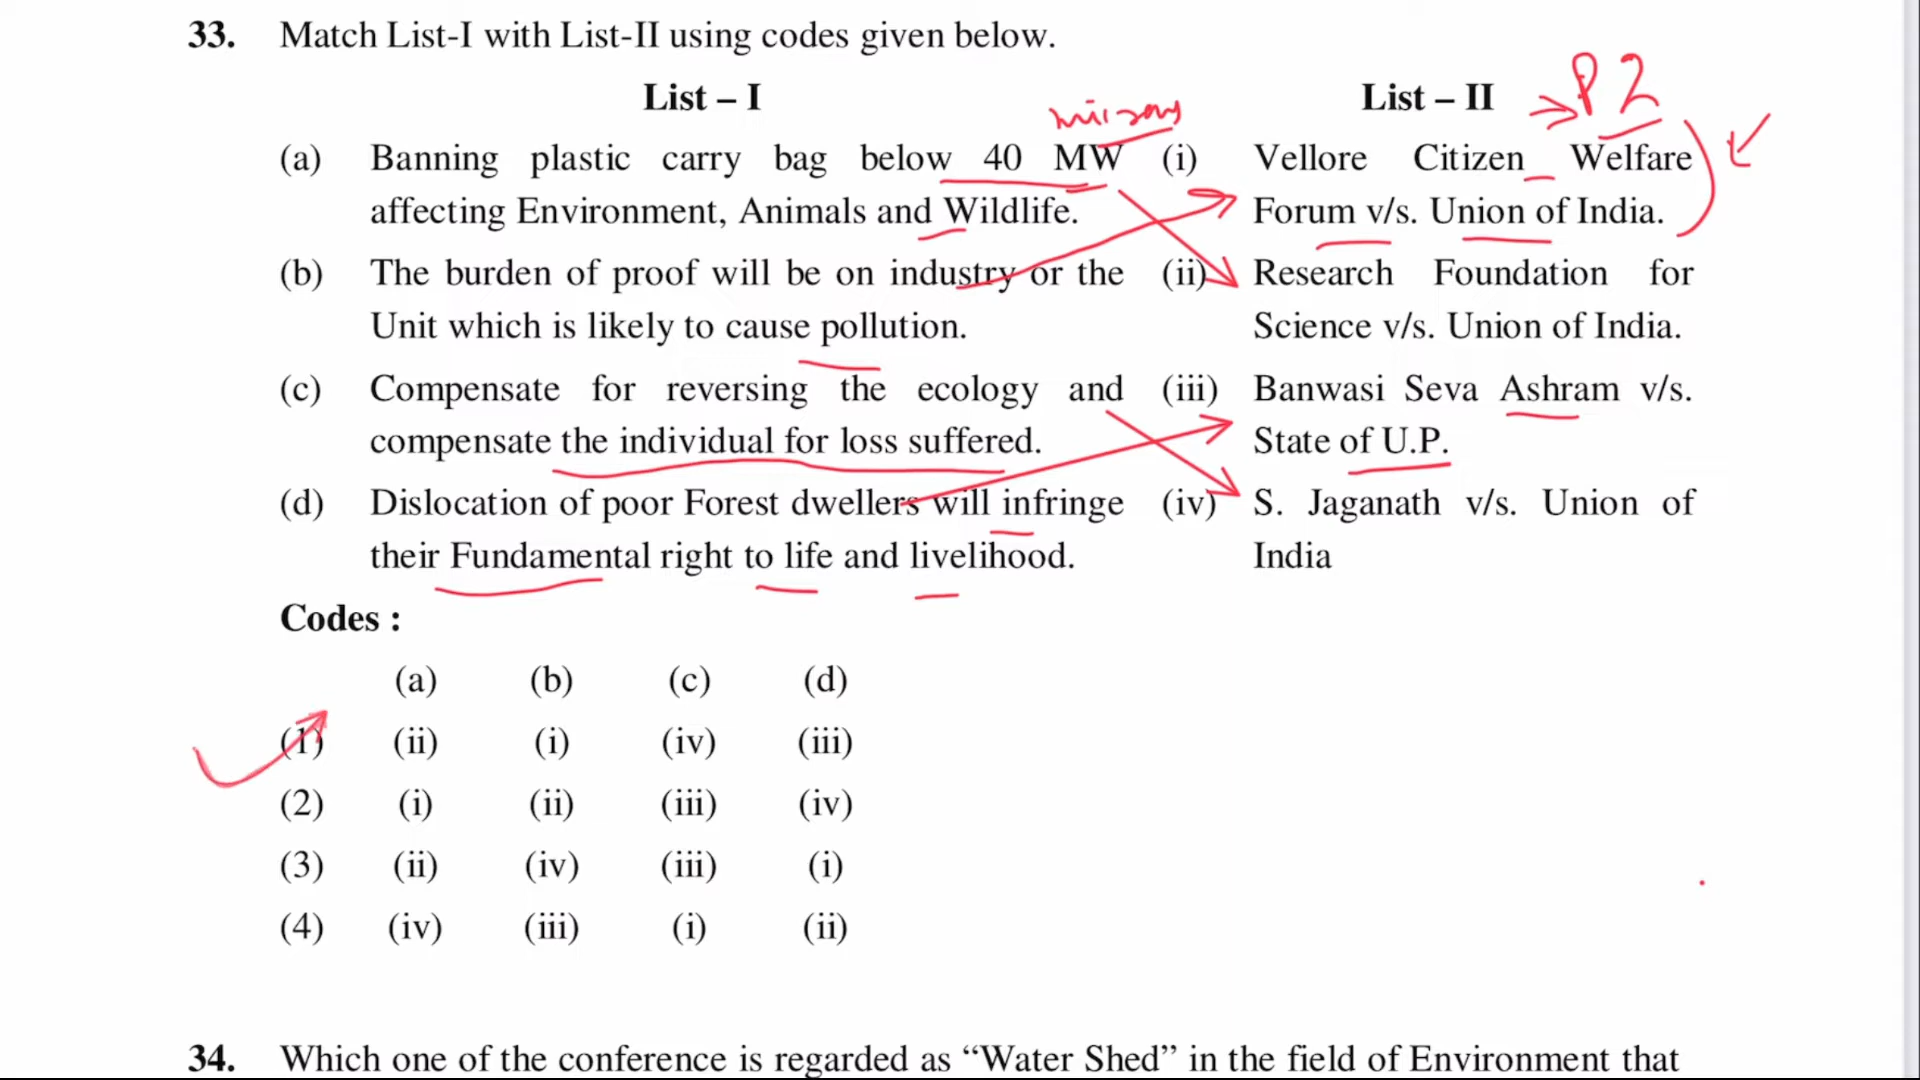 33. Match List-I with List-II using codes given below.
List – I List – II P2
microns
(a) Banning plastic carry bag below 40 MW (i) Vellore Citizen Welfare
affecting Environment, Animals and Wildlife. Forum v/s. Union of India.
(b) The burden of proof will be on industry or the (ii) Research Foundation for
Unit which is likely to cause pollution. Science v/s. Union of India.
(c) Compensate for reversing the ecology and (iii) Banwasi Seva Ashram v/s.
compensate the individual for loss suffered. State of U.P.
(d) Dislocation of poor Forest dwellers will infringe (iv) S. Jaganath v/s. Union of
their Fundamental right to life and livelihood. India
Codes :
(a) (b) (c) (d)
(1) (ii) (i) (iv) (iii)
(2) (i) (ii) (iii) (iv)
(3) (ii) (iv) (iii) (i)
(4) (iv) (iii) (i) (ii)
34. Which one of the conference is regarded as “Water Shed” in the field of Environment that